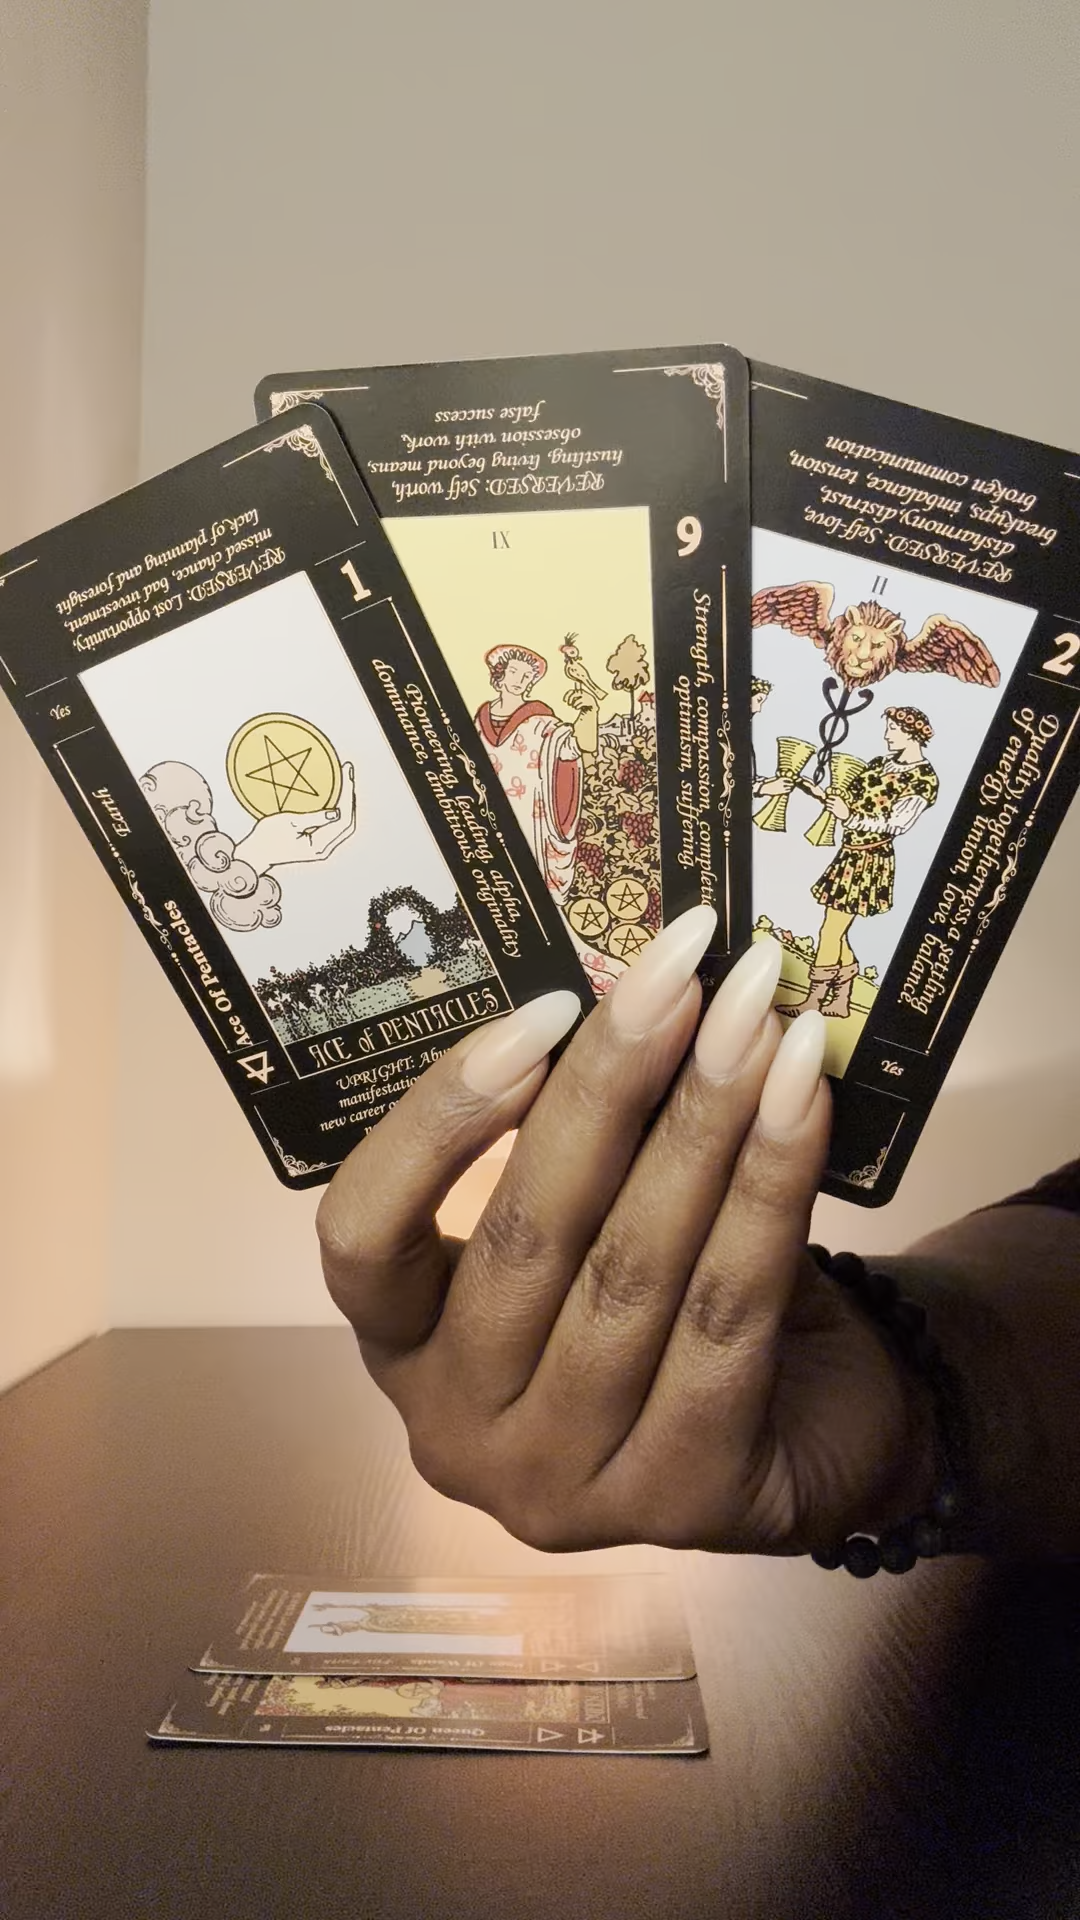 REVERSED: Lost opportunity,
missed chance, bad investment,
lack of planning and foresight
1
Yes
Earth
Ace Of Pentacles
Pioneering, leading, alpha,
dominance, ambitious, originality
ACE of PENTACLES
UPRIGHT:
manifestation
new career
REVERSED: Self worth,
hustling, living beyond means,
obsession with work,
false success
IX
9
Strength, compassion,
optimism, suffering.
Yes
REVERSED: Self-love,
disharmony, distrust,
breakups, imbalance, tension,
broken communication
II
2
Duality, togetherness, a settling
of energy, union, love, balance.
Yes
Queen Of Pentacles